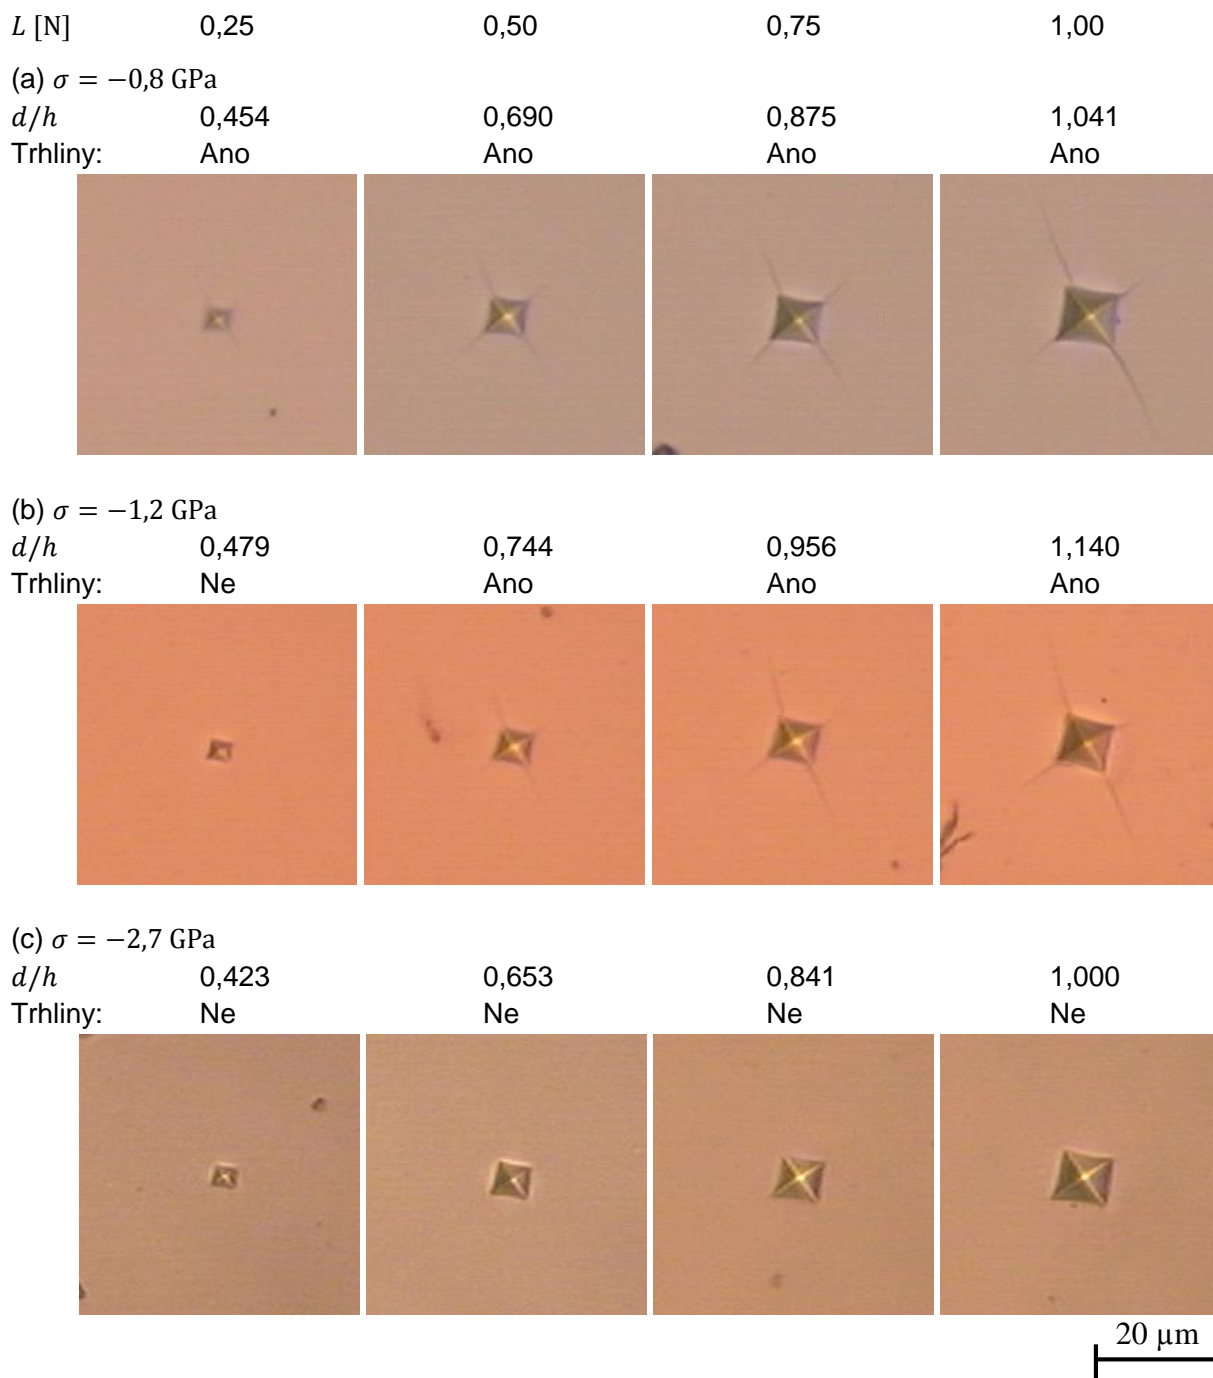 L [N] 0,25 0,50 0,75 1,00
(a) σ = −0,8 GPa
d/h 0,454 0,690 0,875 1,041
Trhliny: Ano Ano Ano Ano
(b) σ = −1,2 GPa
d/h 0,479 0,744 0,956 1,140
Trhliny: Ne Ano Ano Ano
(c) σ = −2,7 GPa
d/h 0,423 0,653 0,841 1,000
Trhliny: Ne Ne Ne Ne
20 µm